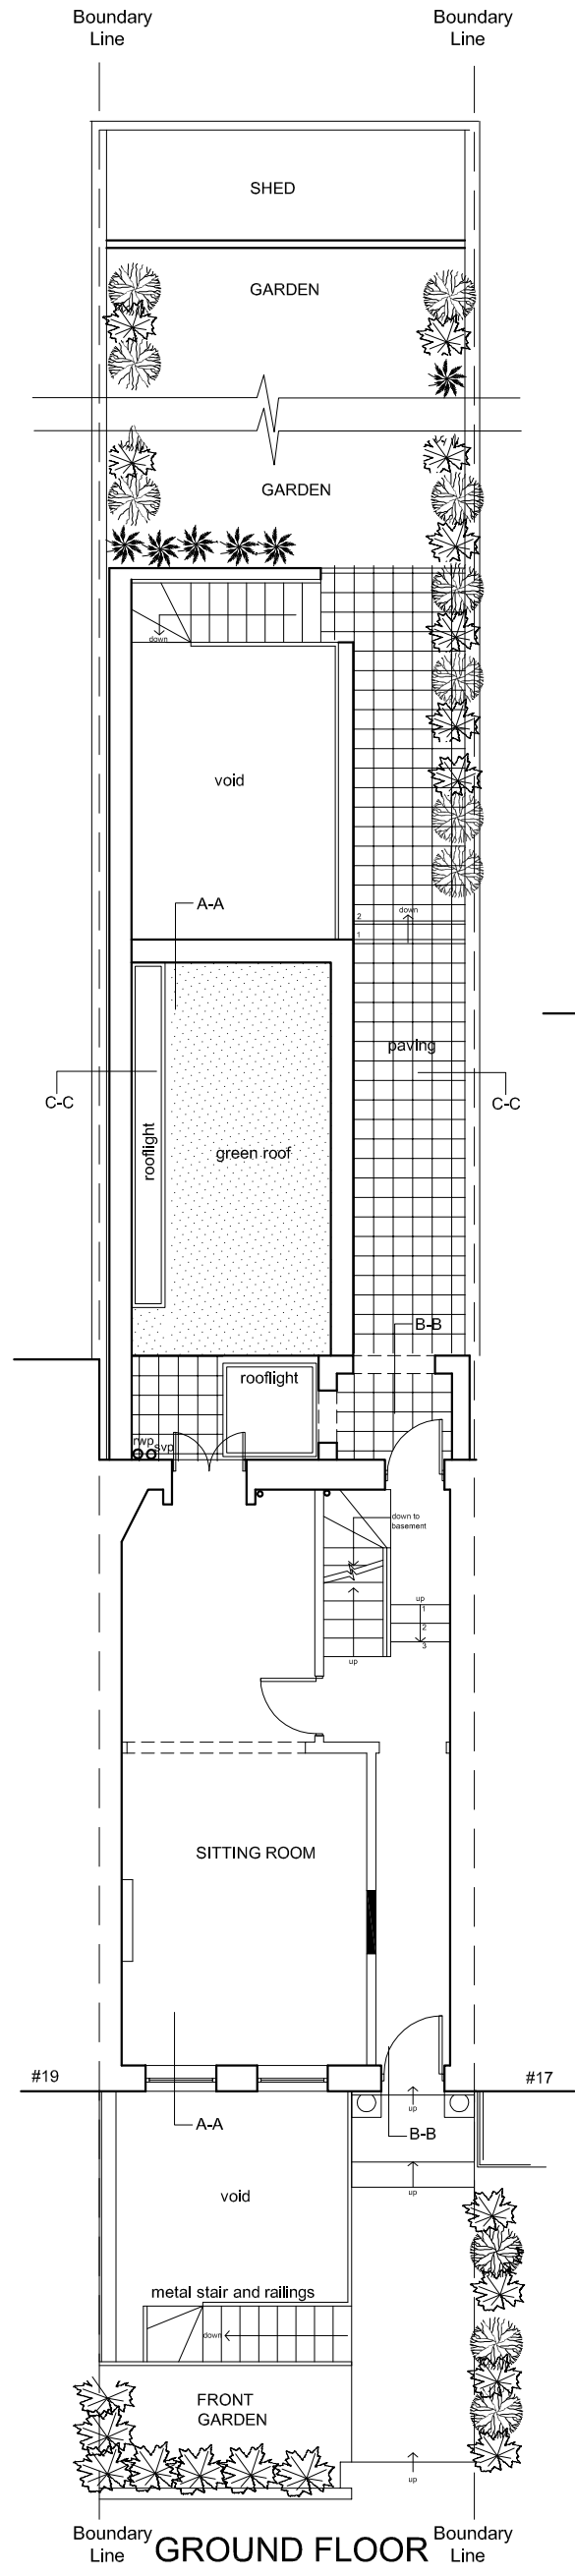 Boundary
Line
Boundary
Line
SHED
GARDEN
GARDEN
down
void
A-A
2
down
1
paving
C-C
C-C
rooflight
green roof
B-B
rooflight
rwp
svp
down to
basement
up
1
2
3
up
SITTING ROOM
#19
#17
up
A-A
B-B
void
up
metal stair and railings
down
FRONT
GARDEN
up
Boundary
Line
GROUND FLOOR
Boundary
Line